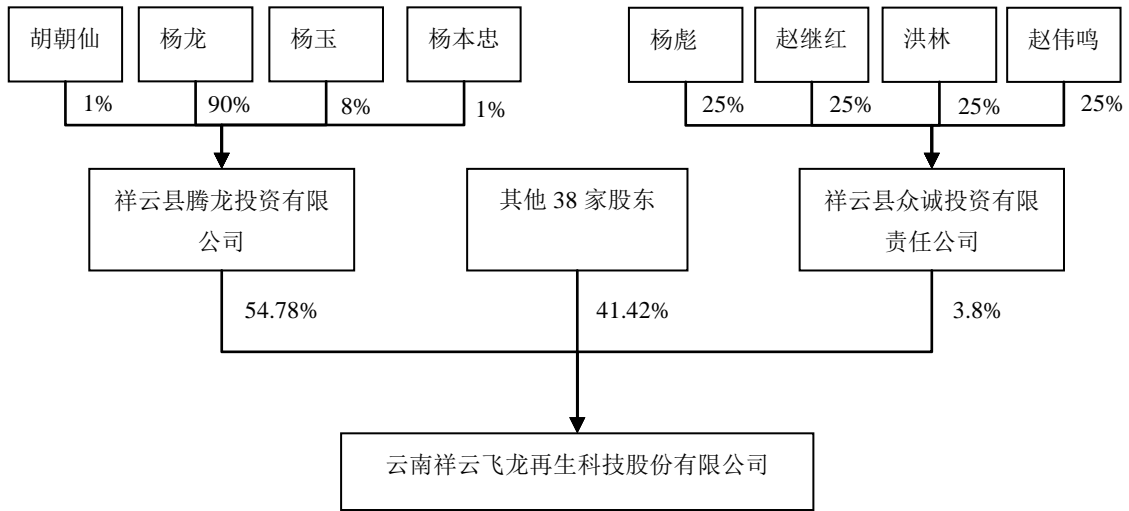 胡朝仙
杨龙
杨玉
杨本忠
杨彪
赵继红
洪林
赵伟鸣
1%
90%
8%
1%
25%
25%
25%
25%
祥云县腾龙投资有限
公司
其他 38 家股东
祥云县众诚投资有限
责任公司
54.78%
41.42%
3.8%
云南祥云飞龙再生科技股份有限公司